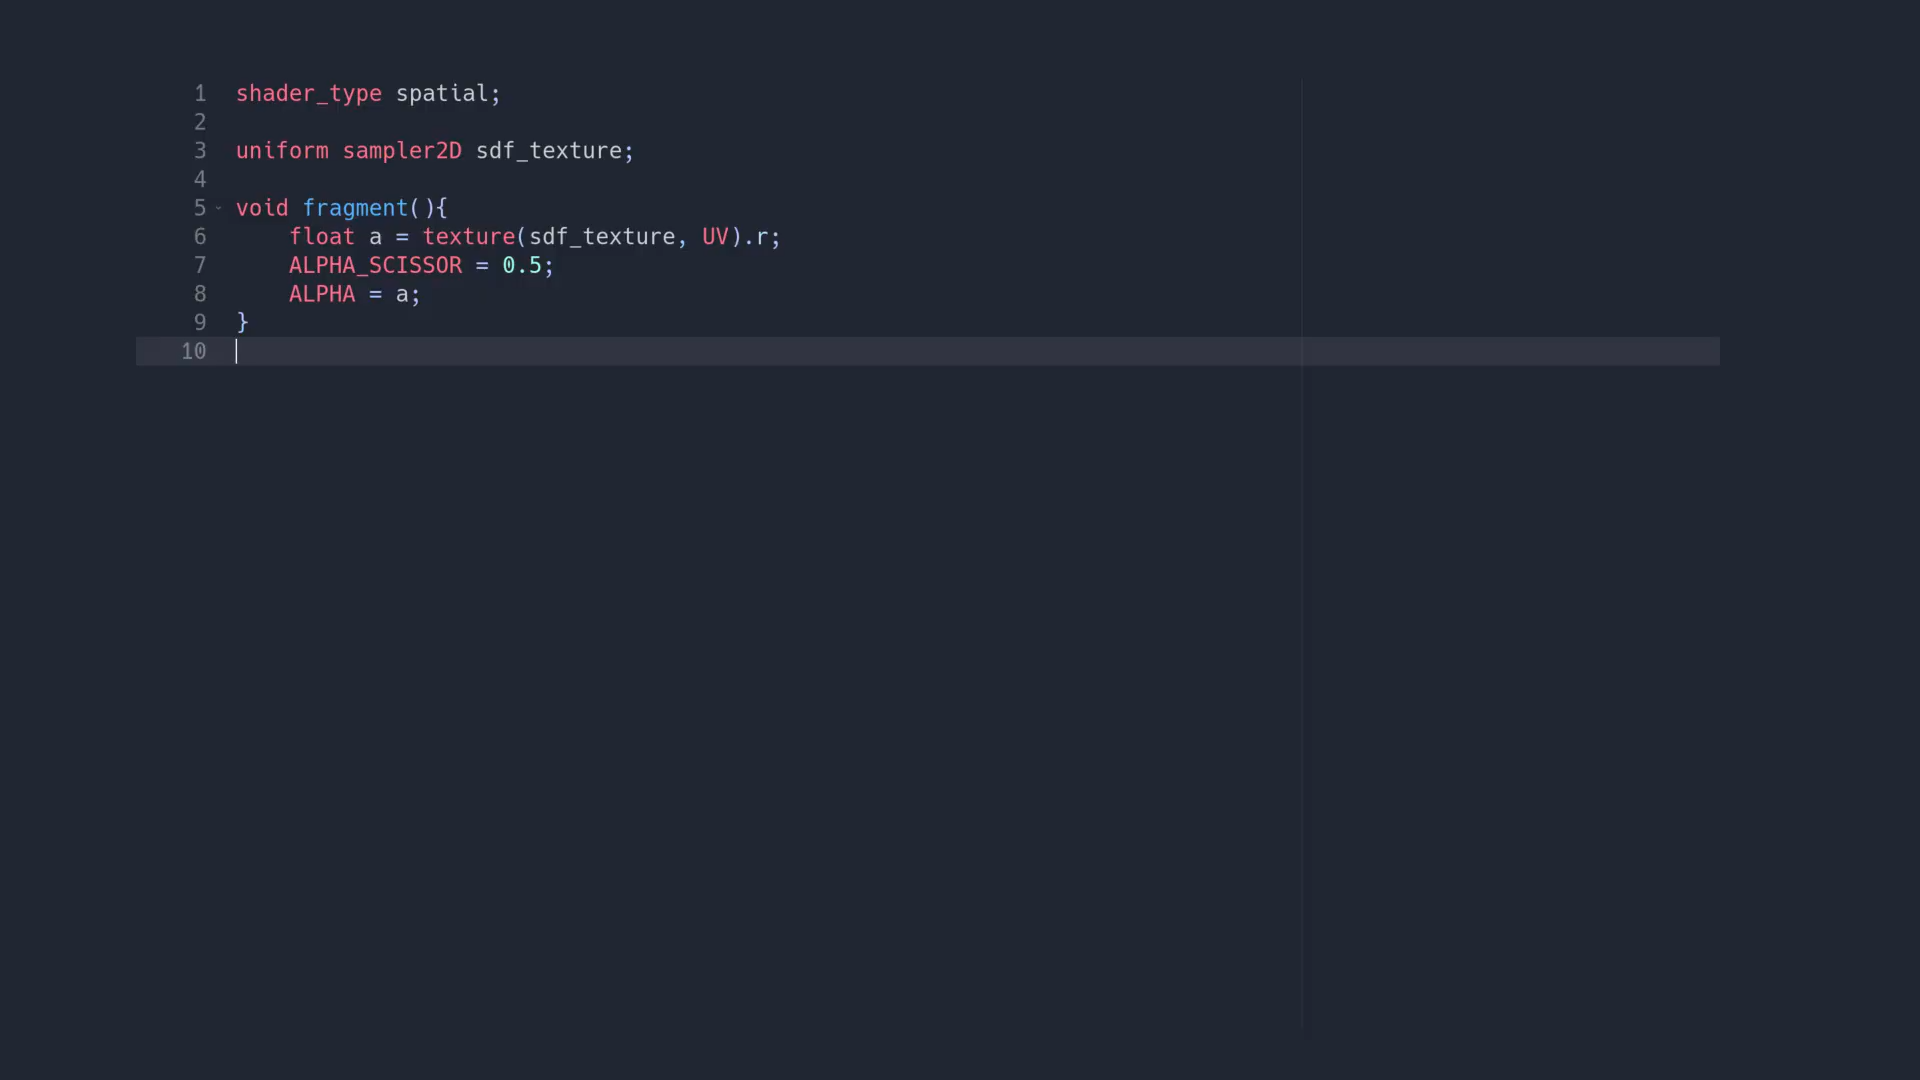 1 shader_type spatial;
2
3 uniform sampler2D sdf_texture;
4
5 void fragment(){
6 float a = texture(sdf_texture, UV).r;
7 ALPHA_SCISSOR = 0.5;
8 ALPHA = a;
9 }
10